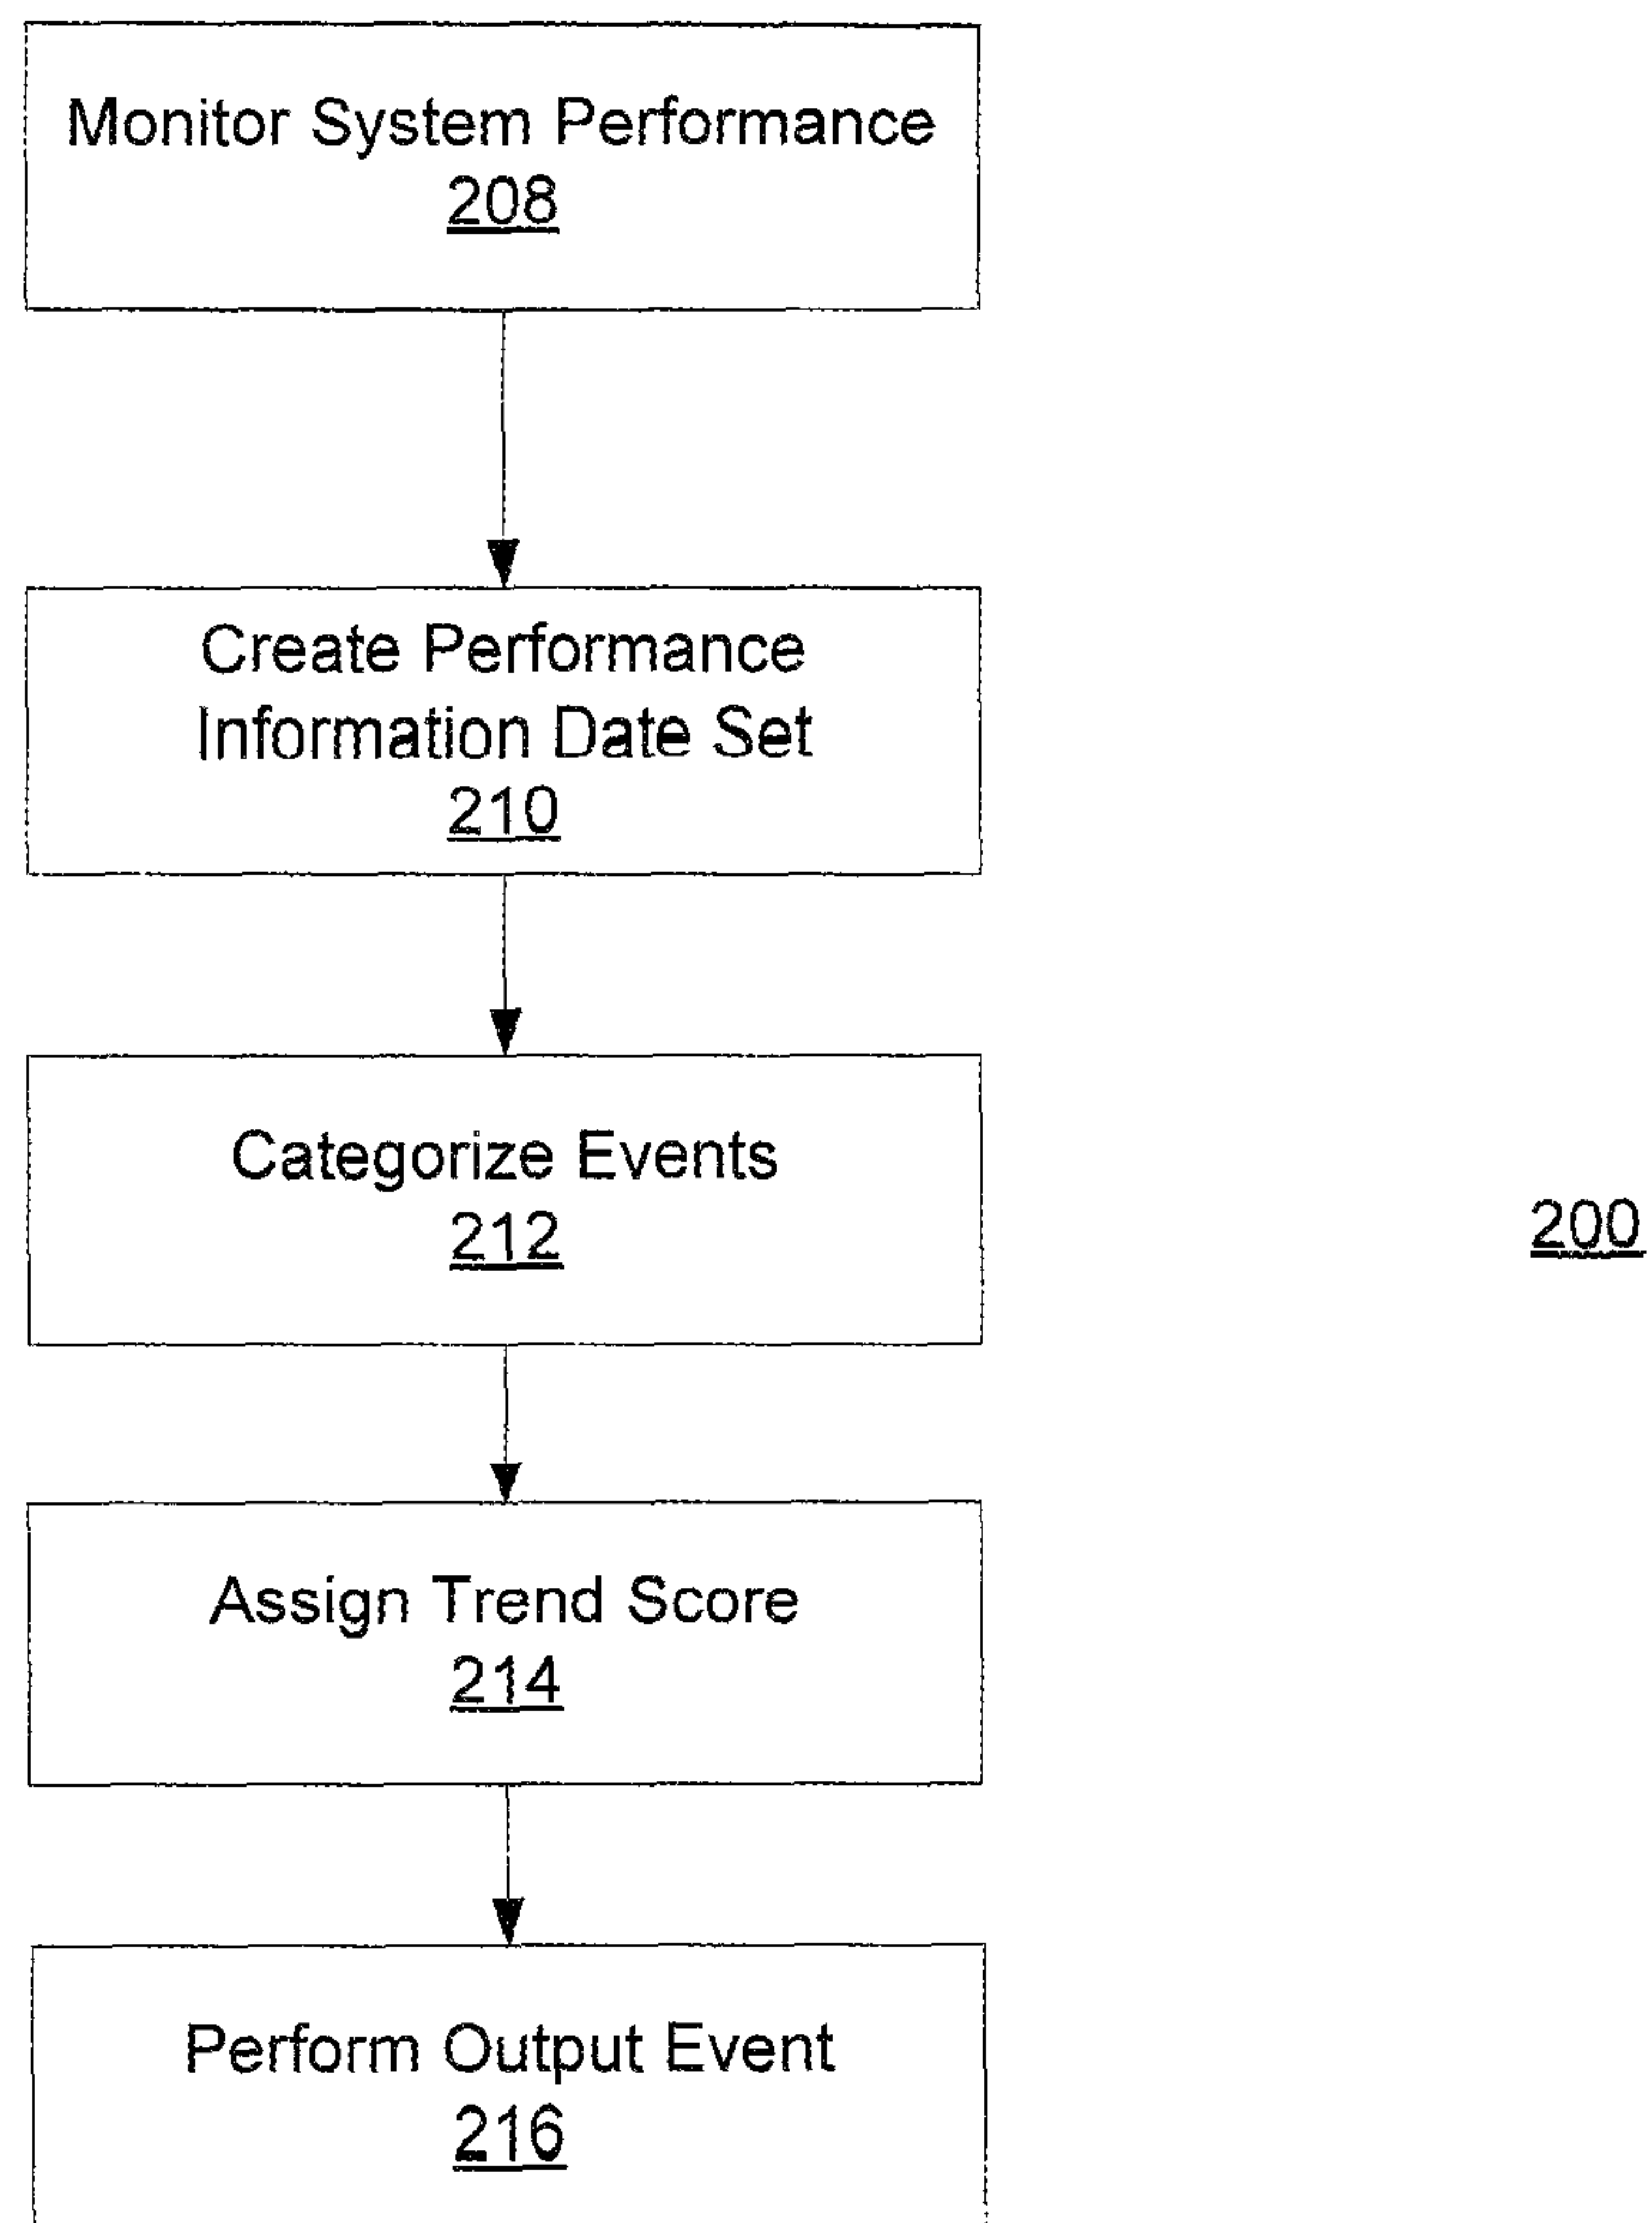 Monitor System Performance
208
Create Performance
Information Date Set
210
Categorize Events
212
200
Assign Trend Score
214
Perform Output Event
216